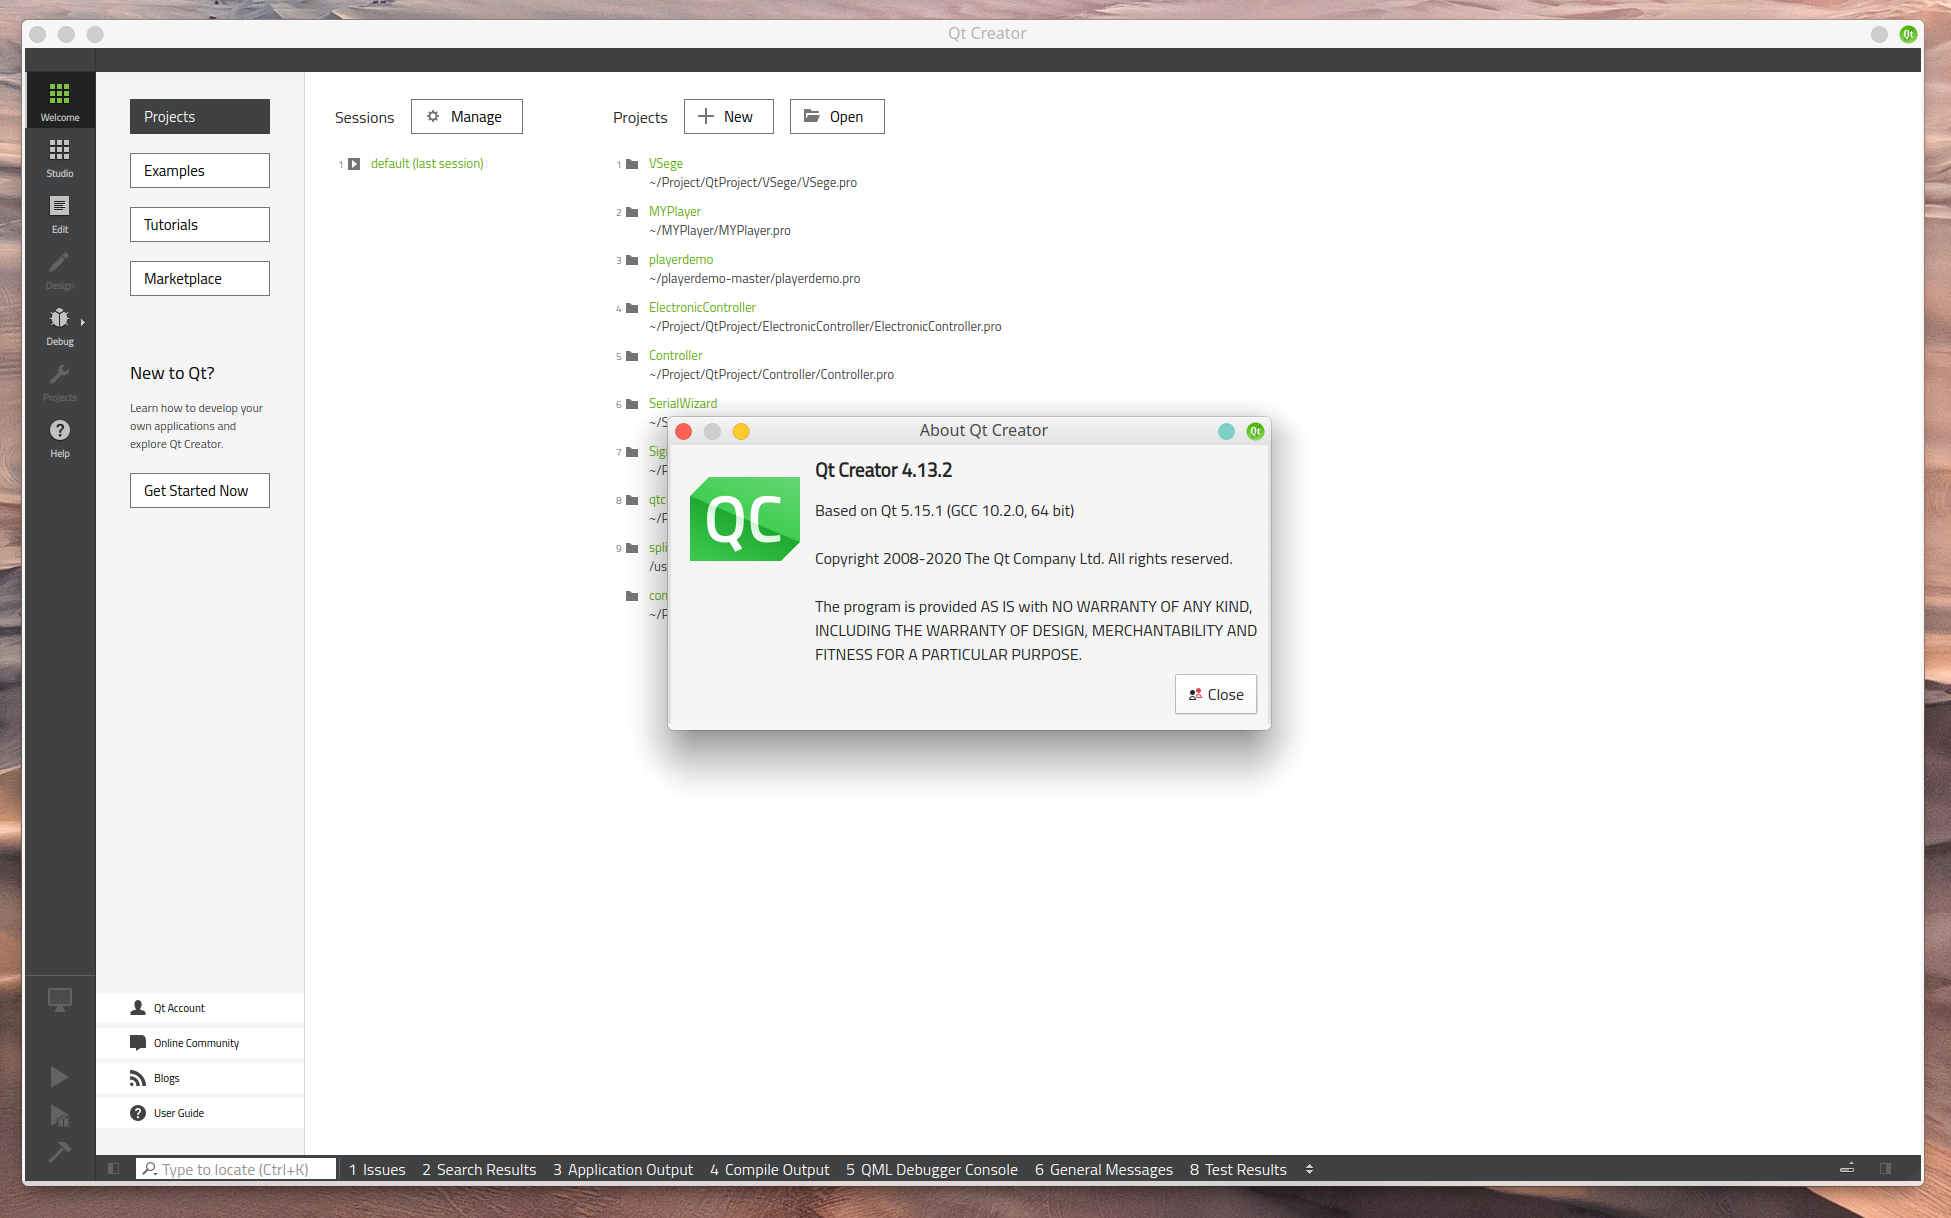 Qt Creator
Qt
Welcome
Studio
Edit
Design
Debug
Projects
Help
Projects
Examples
Tutorials
Marketplace
New to Qt?
Learn how to develop your
own applications and
explore Qt Creator.
Get Started Now
Qt Account
Online Community
Blogs
User Guide
Sessions
Manage
1 default (last session)
Projects
New
Open
1 VSege
~/Project/QtProject/VSege/VSege.pro
2 MYPlayer
~/MYPlayer/MYPlayer.pro
3 playerdemo
~/playerdemo-master/playerdemo.pro
4 ElectronicController
~/Project/QtProject/ElectronicController/ElectronicController.pro
5 Controller
~/Project/QtProject/Controller/Controller.pro
6 SerialWizard
~/S
7 Sig
~/P
8 qtc
~/P
9 spli
/us
con
~/P
About Qt Creator
Qt
QC
Qt Creator 4.13.2
Based on Qt 5.15.1 (GCC 10.2.0, 64 bit)
Copyright 2008-2020 The Qt Company Ltd. All rights reserved.
The program is provided AS IS with NO WARRANTY OF ANY KIND,
INCLUDING THE WARRANTY OF DESIGN, MERCHANTABILITY AND
FITNESS FOR A PARTICULAR PURPOSE.
Close
Type to locate (Ctrl+K)
1 Issues 2 Search Results 3 Application Output 4 Compile Output 5 QML Debugger Console 6 General Messages 8 Test Results